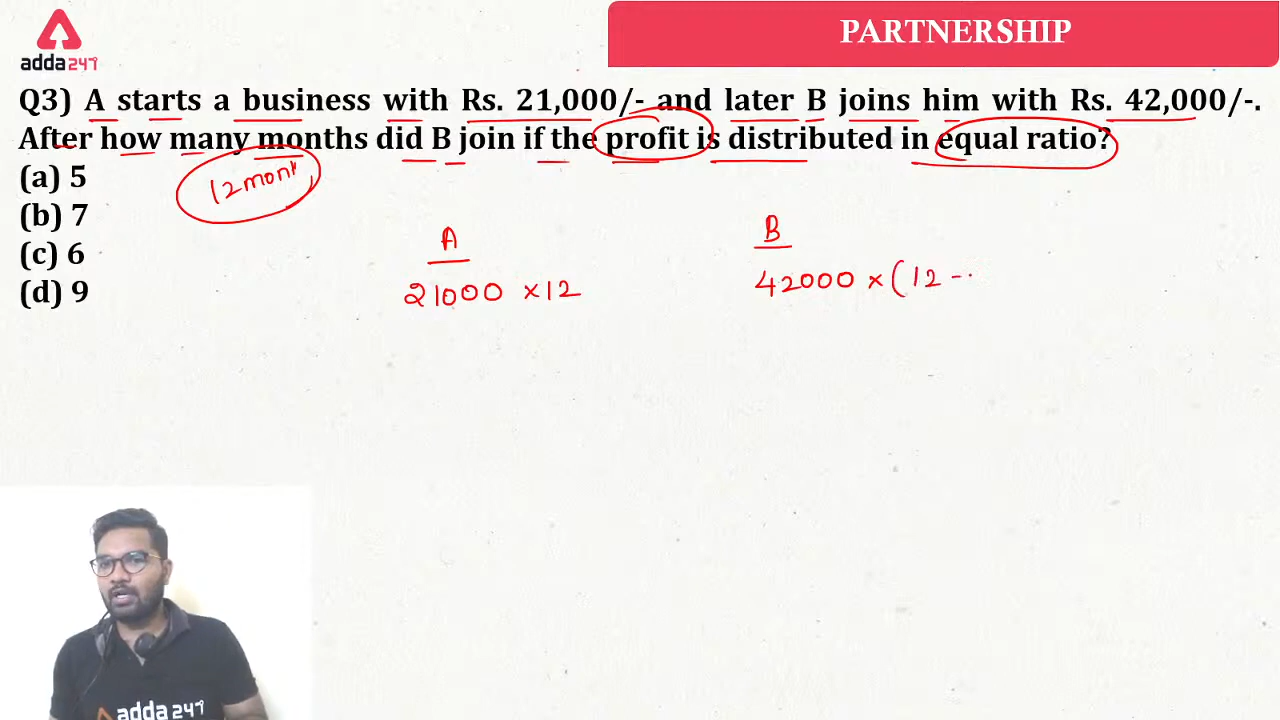 PARTNERSHIP
adda247
Q3) A starts a business with Rs. 21,000/- and later B joins him with Rs. 42,000/-.
After how many months did B join if the profit is distributed in equal ratio?
(a) 5
12 mont
(b) 7
(c) 6
(d) 9
A
B
21000 × 12
42000 × ( 12 -
adda247